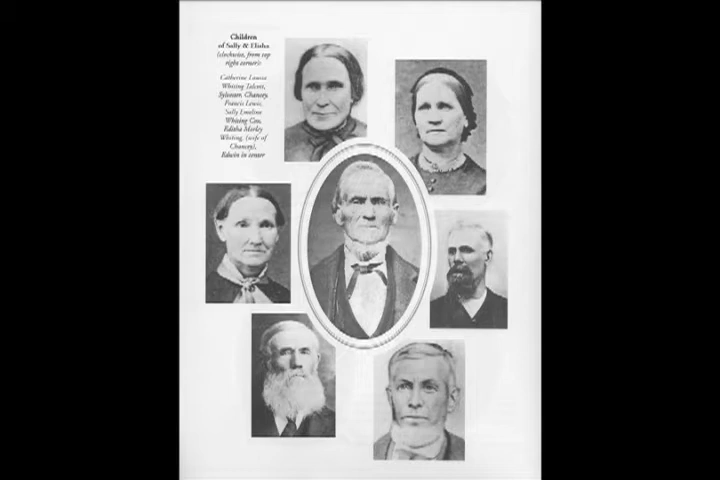 Children
of Sally & Elisha
(clockwise, from top
right corner):
Catherine Louisa
Whiting Talcott,
Sylvester, Chancey,
Francis Lewis,
Sally Emeline
Whiting Cox,
Editha Morley
Whiting, (wife of
Chancey),
Edwin in center